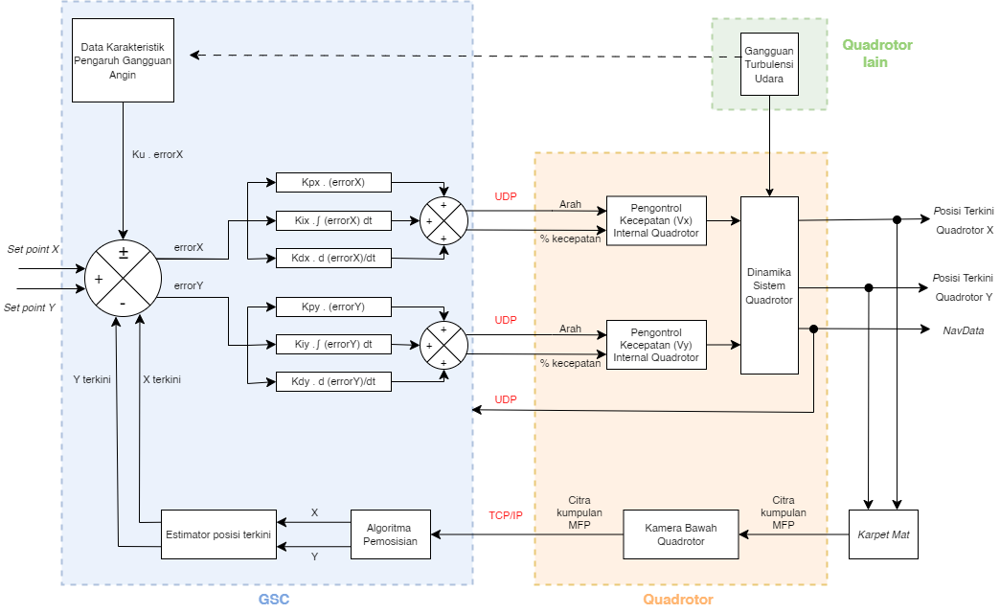 Data Karakteristik
Pengaruh Gangguan
Angin
Gangguan
Turbulensi
Udara
Quadrotor
lain
Ku . errorX
Kpx . (errorX)
Kix . ∫ (errorX) dt
Kdx . d (errorX)/dt
+
+
+
UDP
Arah
% kecepatan
Pengontrol
Kecepatan (Vx)
Internal Quadrotor
Posisi Terkini
Quadrotor X
Set point X
Set point Y
±
+
-
errorX
errorY
Kpy . (errorY)
Kiy . ∫ (errorY) dt
Kdy . d (errorY)/dt
+
+
+
UDP
Arah
% kecepatan
Pengontrol
Kecepatan (Vy)
Internal Quadrotor
Dinamika
Sistem
Quadrotor
Posisi Terkini
Quadrotor Y
NavData
Y terkini
X terkini
UDP
Estimator posisi terkini
X
Y
Algoritma
Pemosisian
TCP/IP
Citra
kumpulan
MFP
Kamera Bawah
Quadrotor
Citra
kumpulan
MFP
Karpet Mat
GSC
Quadrotor